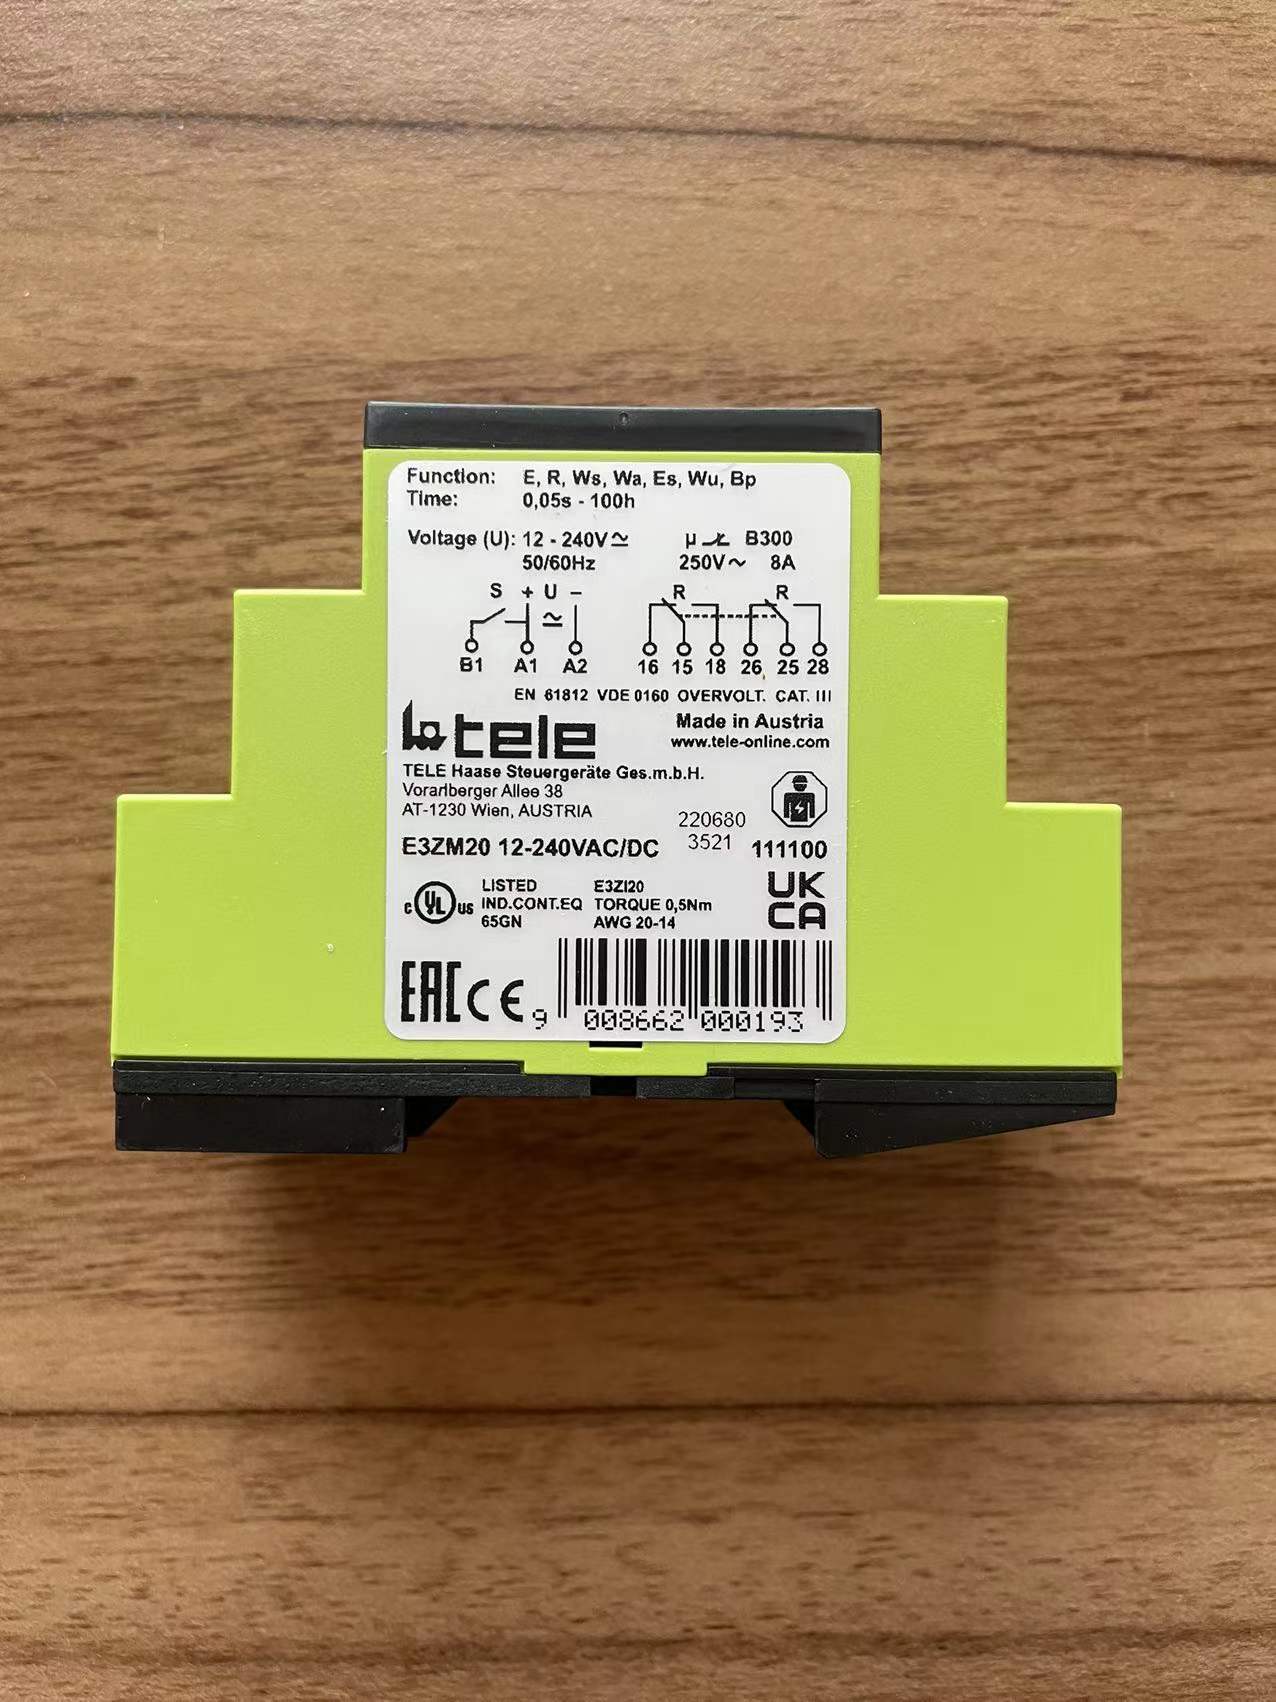 Function: E, R, Ws, Wa, Es, Wu, Bp
Time: 0,05s - 100h
Voltage (U): 12 - 240V≂ µ B300
50/60Hz 250V~ 8A
S + U − R R
≂
B1 A1 A2 16 15 18 26 25 28
EN 61812 VDE 0160 OVERVOLT. CAT. III
tele Made in Austria
www.tele-online.com
TELE Haase Steuergeräte Ges.m.b.H.
Vorarlberger Allee 38
AT-1230 Wien, AUSTRIA 220680
E3ZM20 12-240VAC/DC 3521 111100
c UL us LISTED E3ZI20 UK
IND.CONT.EQ TORQUE 0,5Nm CA
65GN AWG 20-14
EAC CE
9 008662 000193